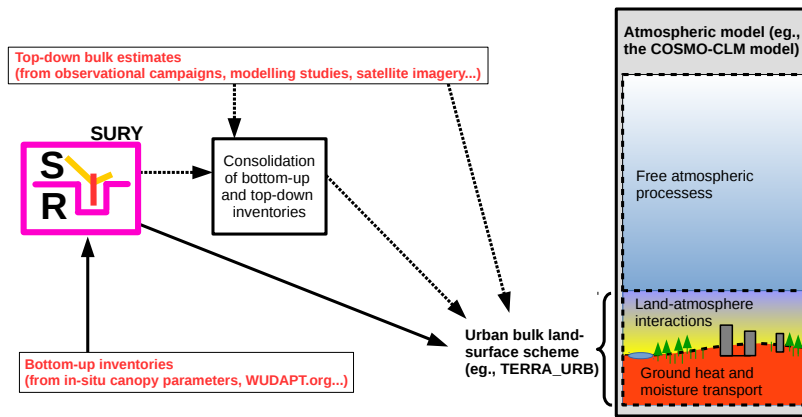 Top-down bulk estimates
(from observational campaigns, modelling studies, satellite imagery...)
SURY
S
R
Consolidation
of bottom-up
and top-down
inventories
Bottom-up inventories
(from in-situ canopy parameters, WUDAPT.org...)
Urban bulk land-
surface scheme
(eg., TERRA_URB)
Atmospheric model (eg.,
the COSMO-CLM model)
Free atmospheric
processess
Land-atmosphere
interactions
Ground heat and
moisture transport